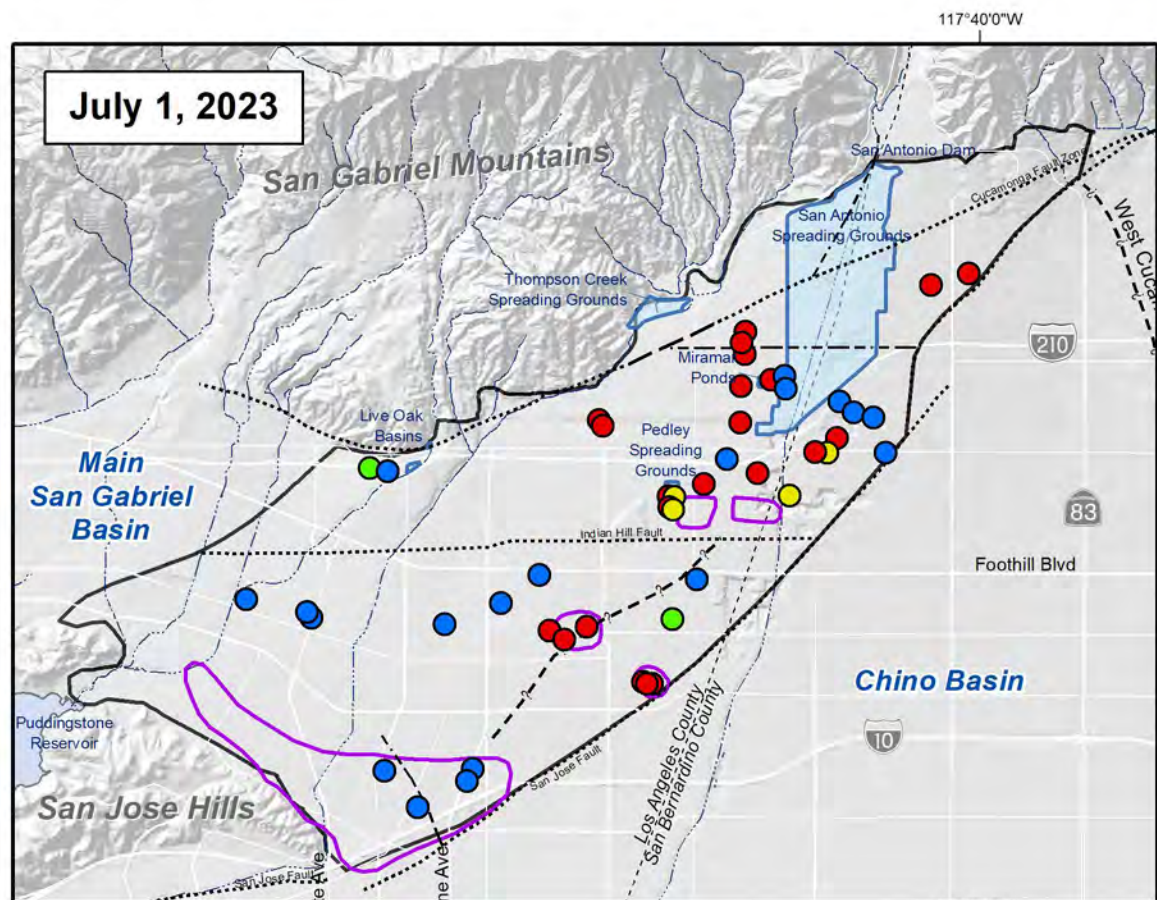 117°40'0"W
July 1, 2023
San Gabriel Mountains
San Antonio Dam
Cucamonga Fault Zone
San Antonio
Spreading Grounds
West Cucam
Thompson Creek
Spreading Grounds
210
Miramar
Ponds
Live Oak
Basins
Pedley
Spreading
Grounds
Main
San Gabriel
Basin
83
Indian Hill Fault
Foothill Blvd
?
?
?
?
?
?
Chino Basin
Puddingstone
Reservoir
Los Angeles County
San Bernardino County
10
San Jose Fault
San Jose Hills
San Jose Fault
ne Ave